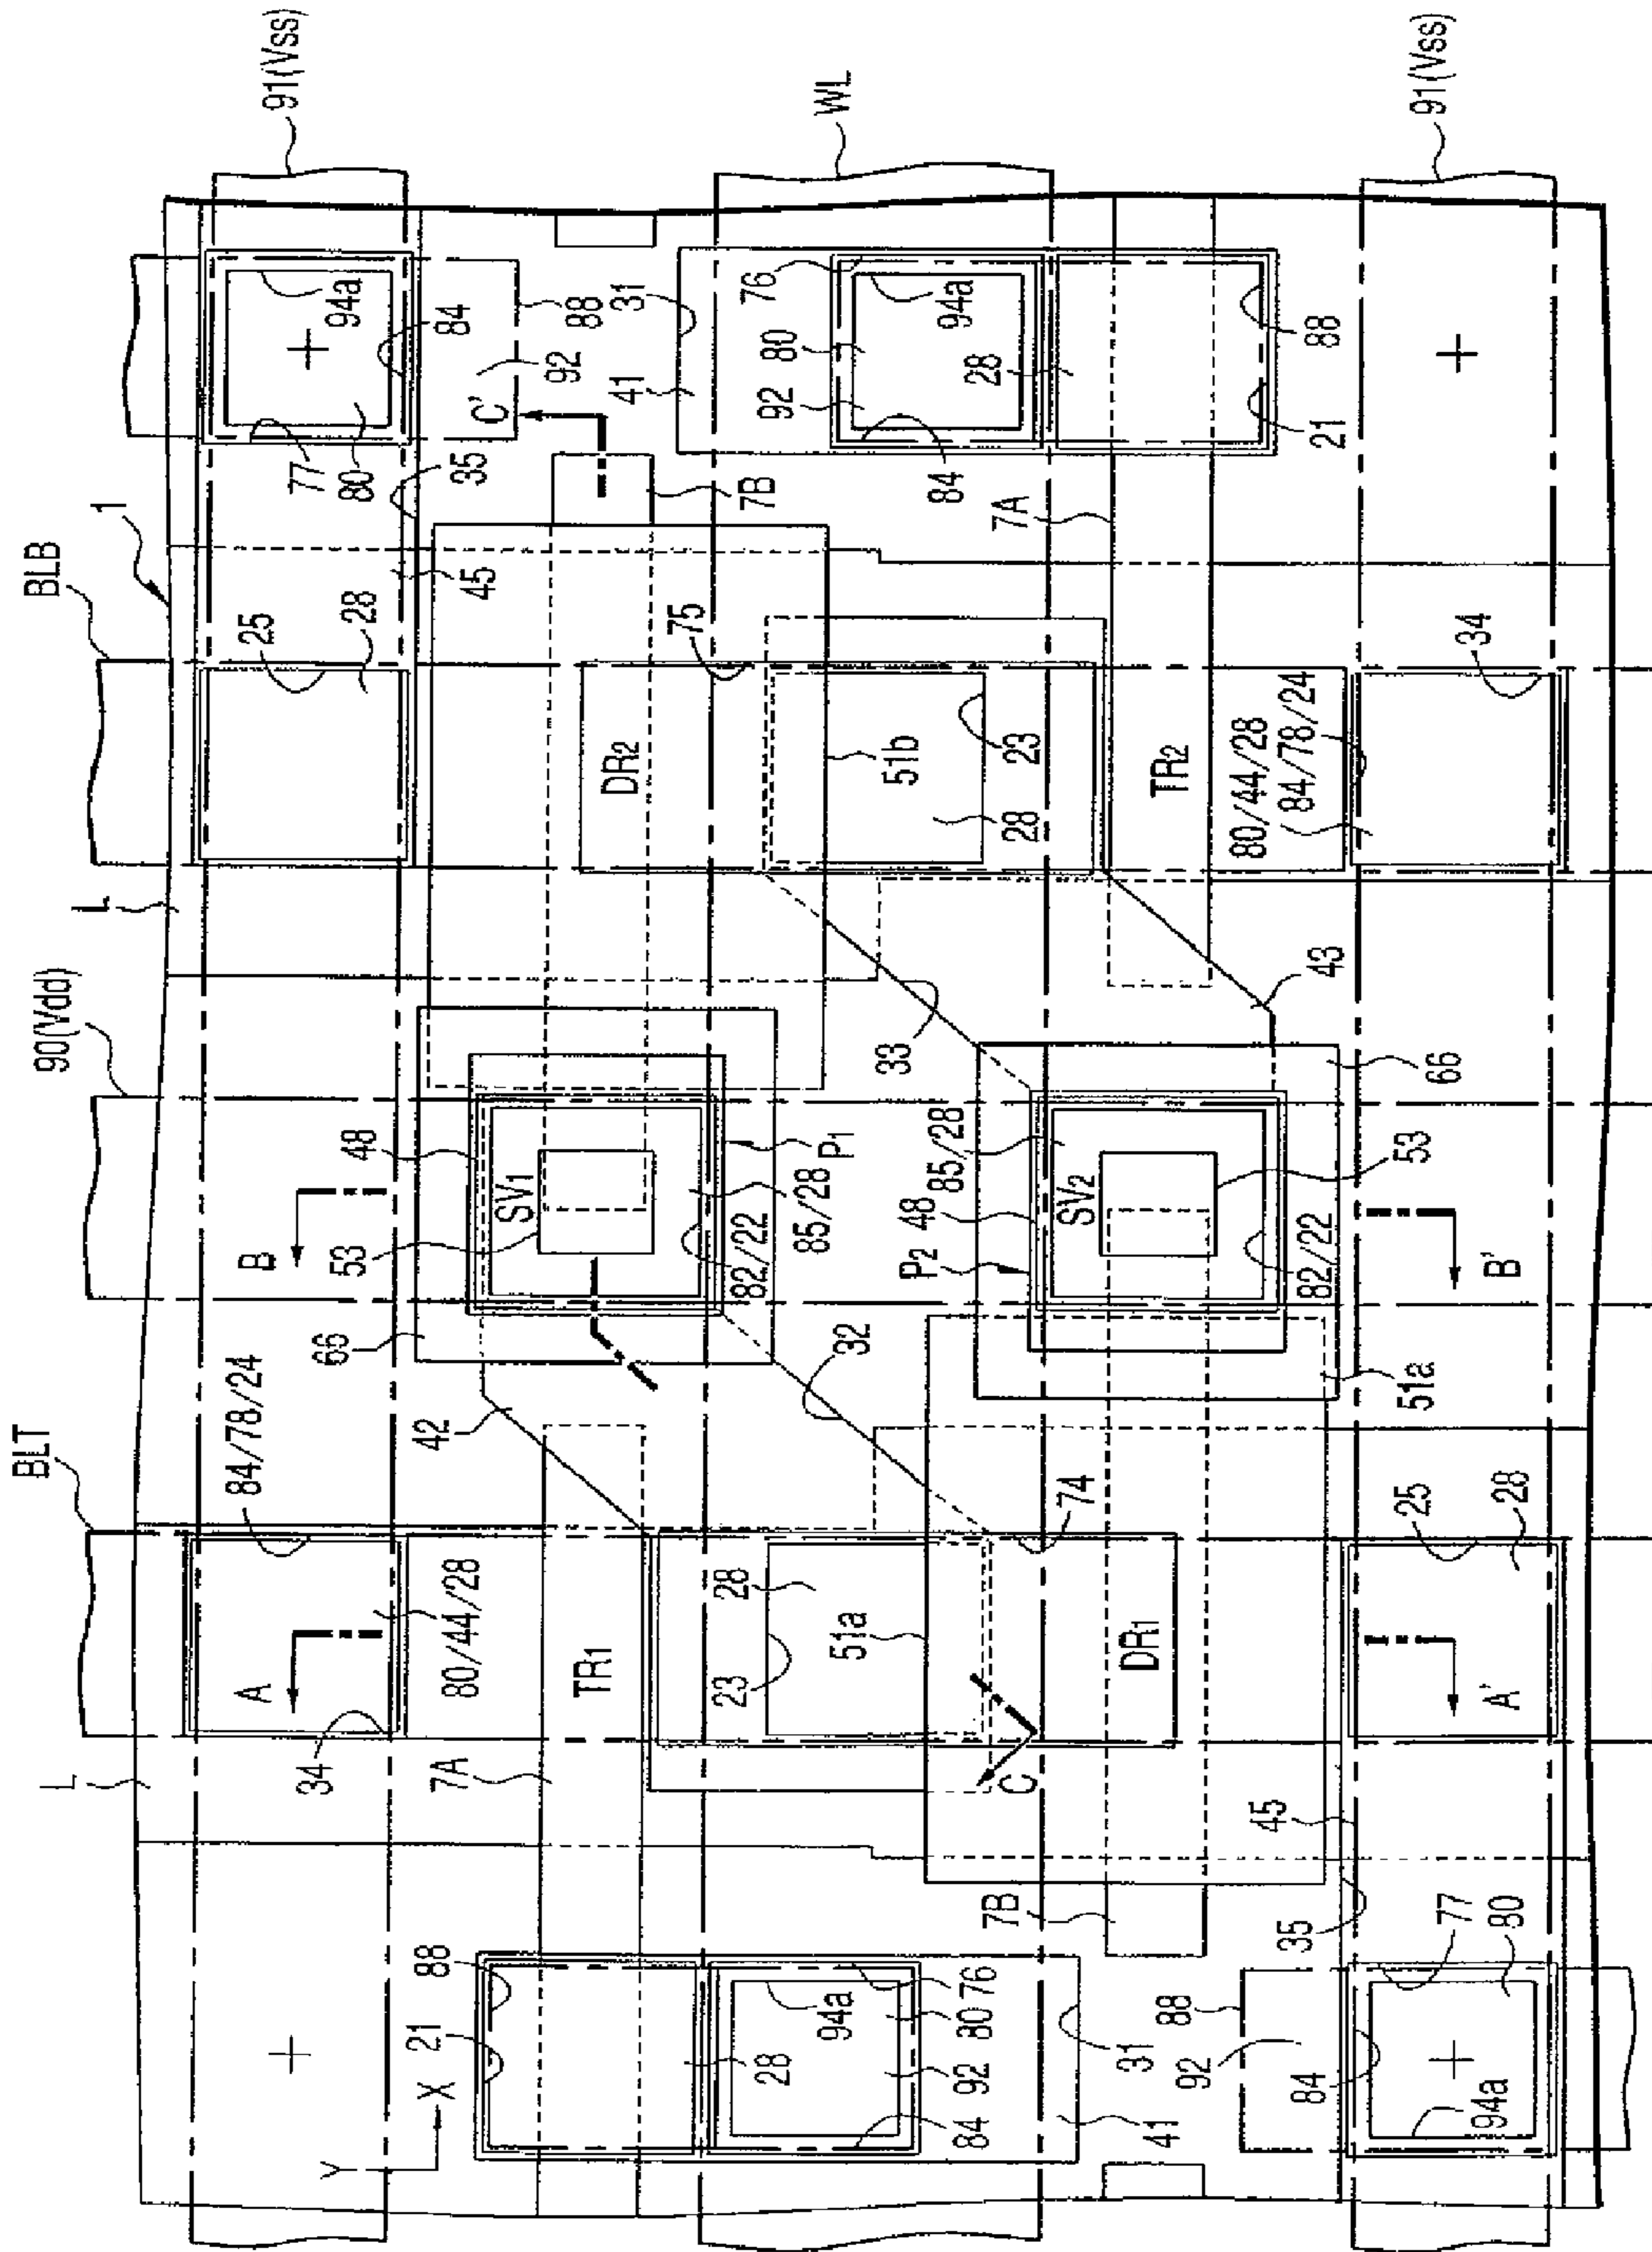 BLT
90(Vdd)
BLB
L
L
1
84/78/24
91(Vss)
Y
X
A
B
25
77
34
28
80
94a
80/44/28
84
45
35
21
88
7A
42
66
53
48
C'
92
88
TR1
SV1
DR2
41
31
28
23
85/28
82/22
P1
75
7B
94a
92
80
84
76
28
51a
32
33
51b
23
28
76
94a
80
92
84
WL
41
31
7B
C
74
P2
48
85/28
SV2
7A
28
DR1
53
TR2
92
88
35
45
51a
82/22
66
43
80/44/28
84/78/24
21
88
84
94a
77
80
A'
25
28
B'
34
91(Vss)